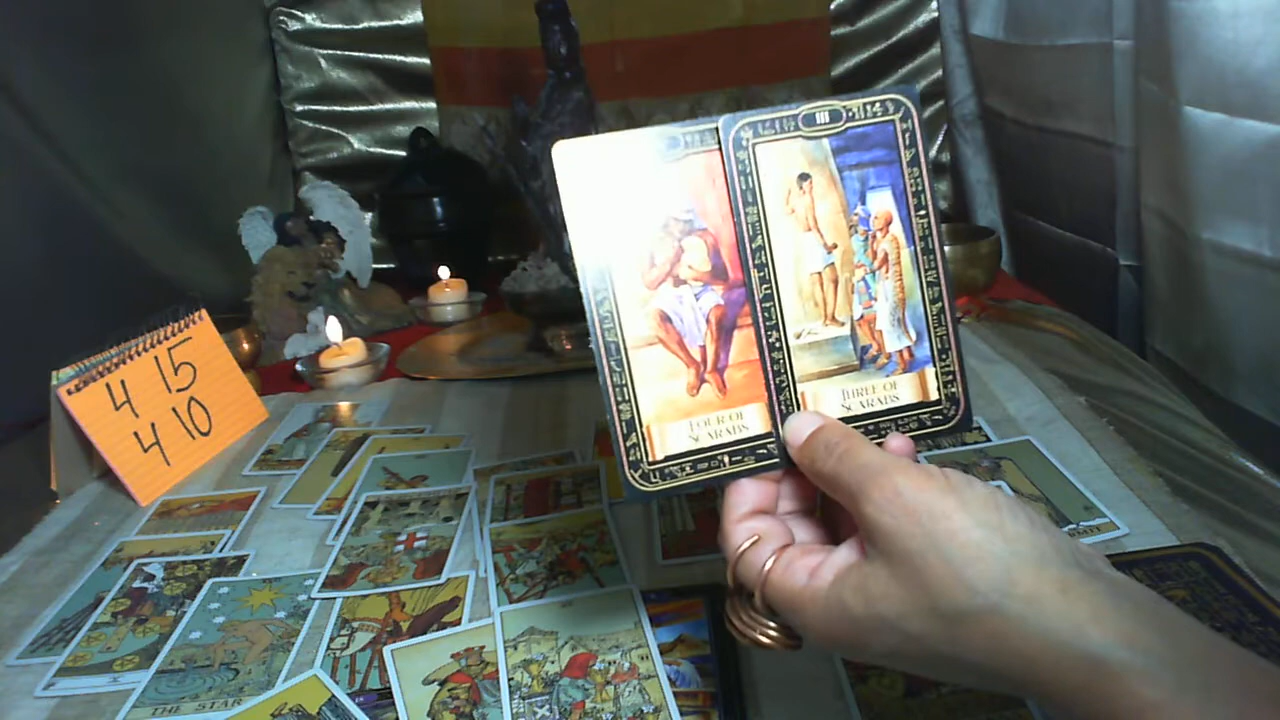 4 15
4 10
III
FOUR OF
SCARABS
THREE OF
SCARABS
THE STAR